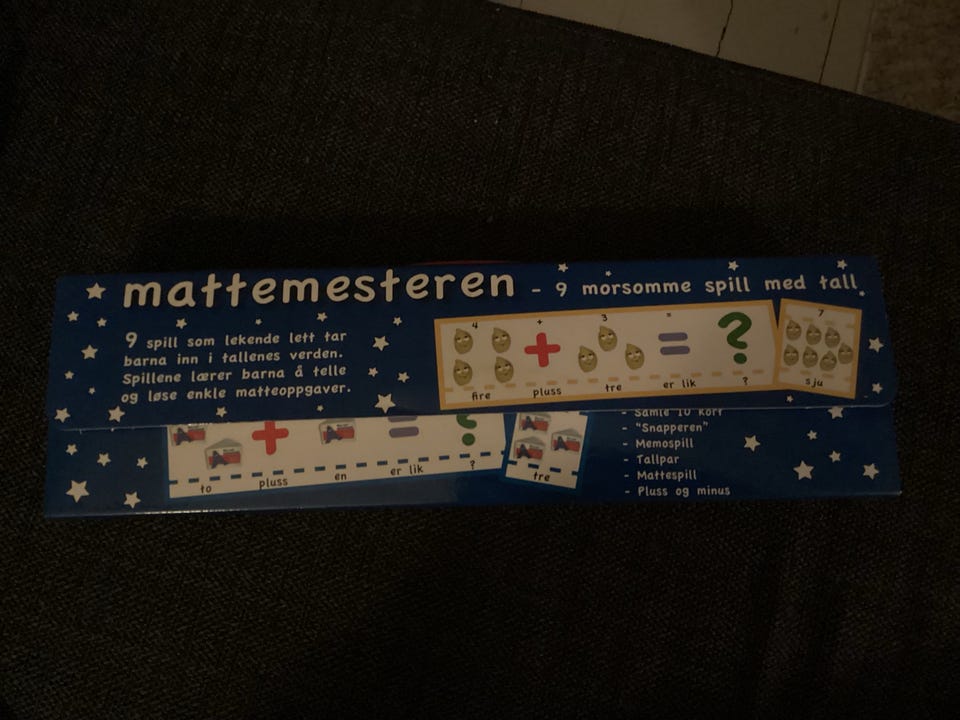 mattemesteren - 9 morsomme spill med tall
9 spill som lekende lett tar
barna inn i tallenes verden.
Spillene lærer barna å telle
og løse enkle matteoppgaver.
4 + 3 = 7
+ = ?
fire pluss tre er lik ? sju
- Samle 10 kort
- "Snapperen"
- Memospill
- Tallpar
- Mattespill
- Pluss og minus
+ = ?
to pluss en er lik ? tre